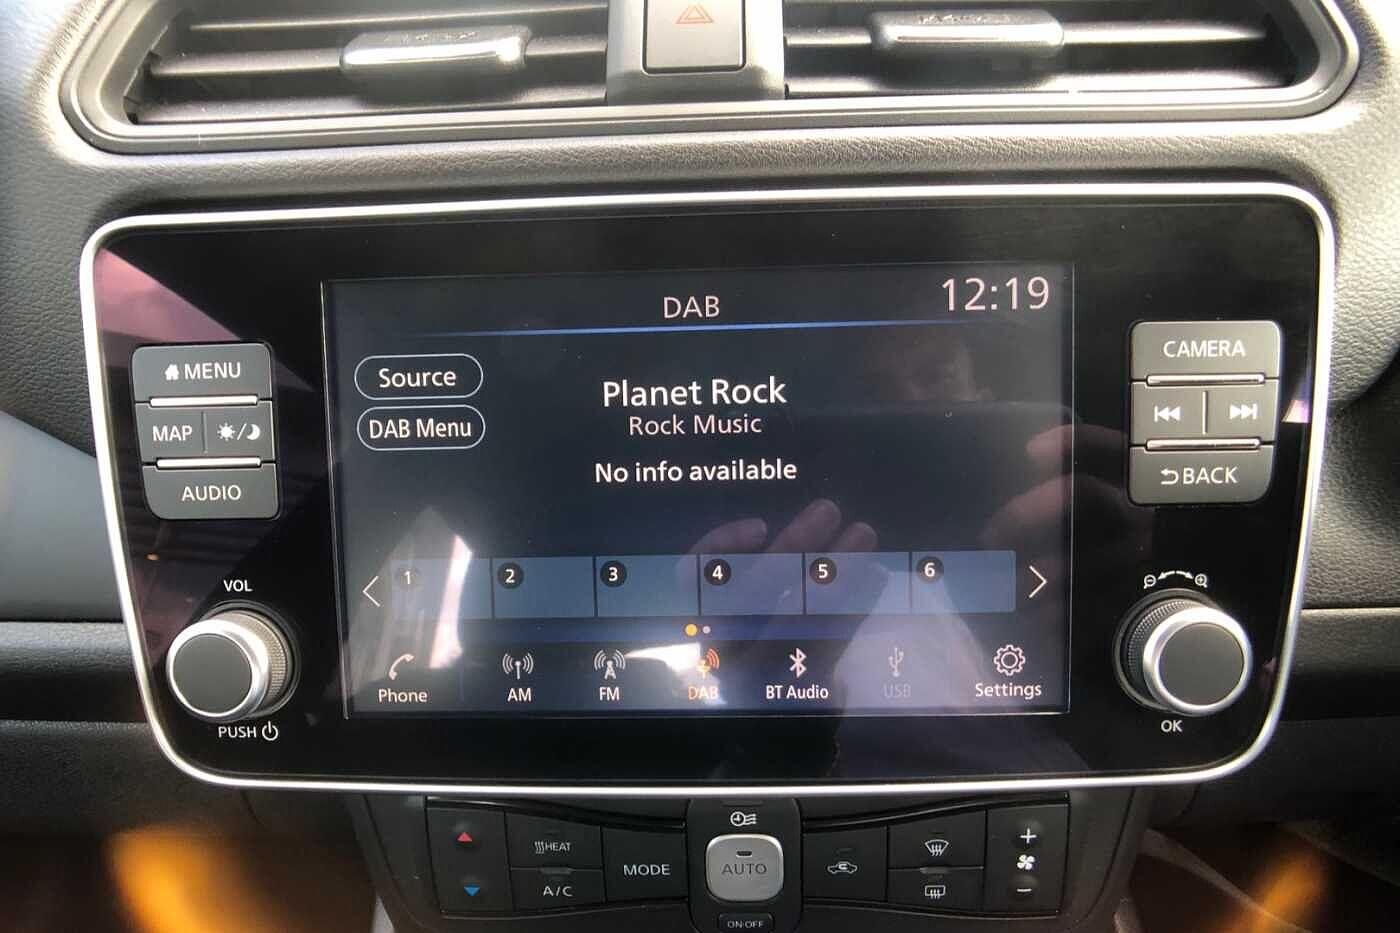 DAB
12:19
MENU
MAP
AUDIO
Source
DAB Menu
Planet Rock
Rock Music
No info available
CAMERA
BACK
1 2 3 4 5 6
VOL
PUSH
Phone
AM
FM
DAB
BT Audio
USB
Settings
OK
HEAT
A/C
MODE
AUTO
ON·OFF
+
−